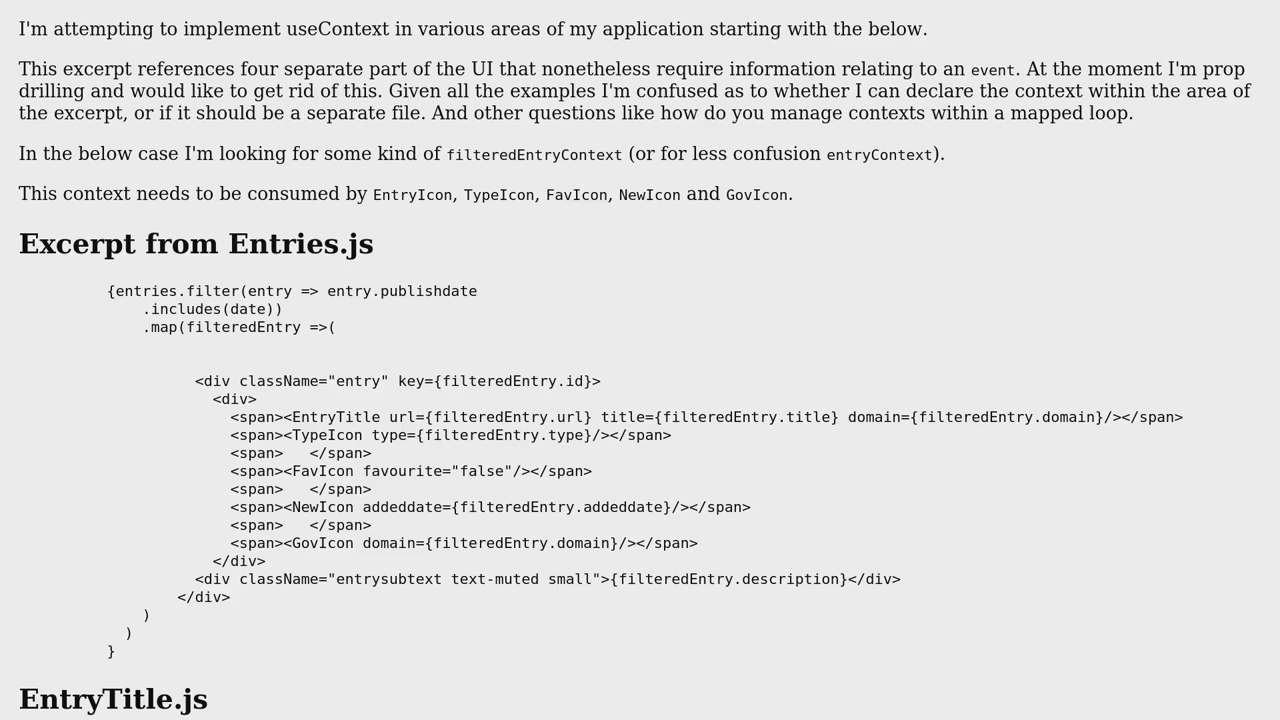 I'm attempting to implement useContext in various areas of my application starting with the below.
This excerpt references four separate part of the UI that nonetheless require information relating to an event. At the moment I'm prop
drilling and would like to get rid of this. Given all the examples I'm confused as to whether I can declare the context within the area of
the excerpt, or if it should be a separate file. And other questions like how do you manage contexts within a mapped loop.
In the below case I'm looking for some kind of filteredEntryContext (or for less confusion entryContext).
This context needs to be consumed by EntryIcon, TypeIcon, FavIcon, NewIcon and GovIcon.
Excerpt from Entries.js
{entries.filter(entry => entry.publishdate
.includes(date))
.map(filteredEntry =>(
<div className="entry" key={filteredEntry.id}>
<div>
<span><EntryTitle url={filteredEntry.url} title={filteredEntry.title} domain={filteredEntry.domain}/></span>
<span><TypeIcon type={filteredEntry.type}/></span>
<span>   </span>
<span><FavIcon favourite="false"/></span>
<span>   </span>
<span><NewIcon addeddate={filteredEntry.addeddate}/></span>
<span>   </span>
<span><GovIcon domain={filteredEntry.domain}/></span>
</div>
<div className="entrysubtext text-muted small">{filteredEntry.description}</div>
</div>
)
)
}
EntryTitle.js